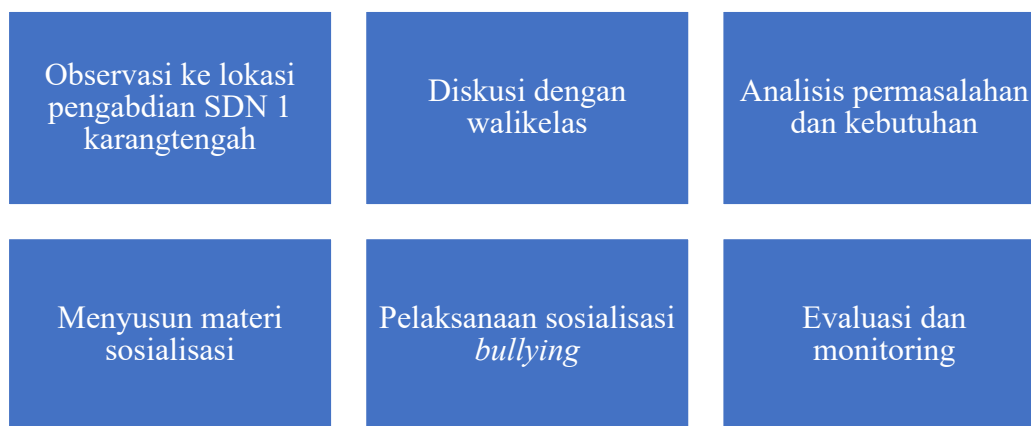 Observasi ke lokasi
pengabdian SDN 1
karangtengah
Diskusi dengan
walikelas
Analisis permasalahan
dan kebutuhan
Menyusun materi
sosialisasi
Pelaksanaan sosialisasi
bullying
Evaluasi dan
monitoring